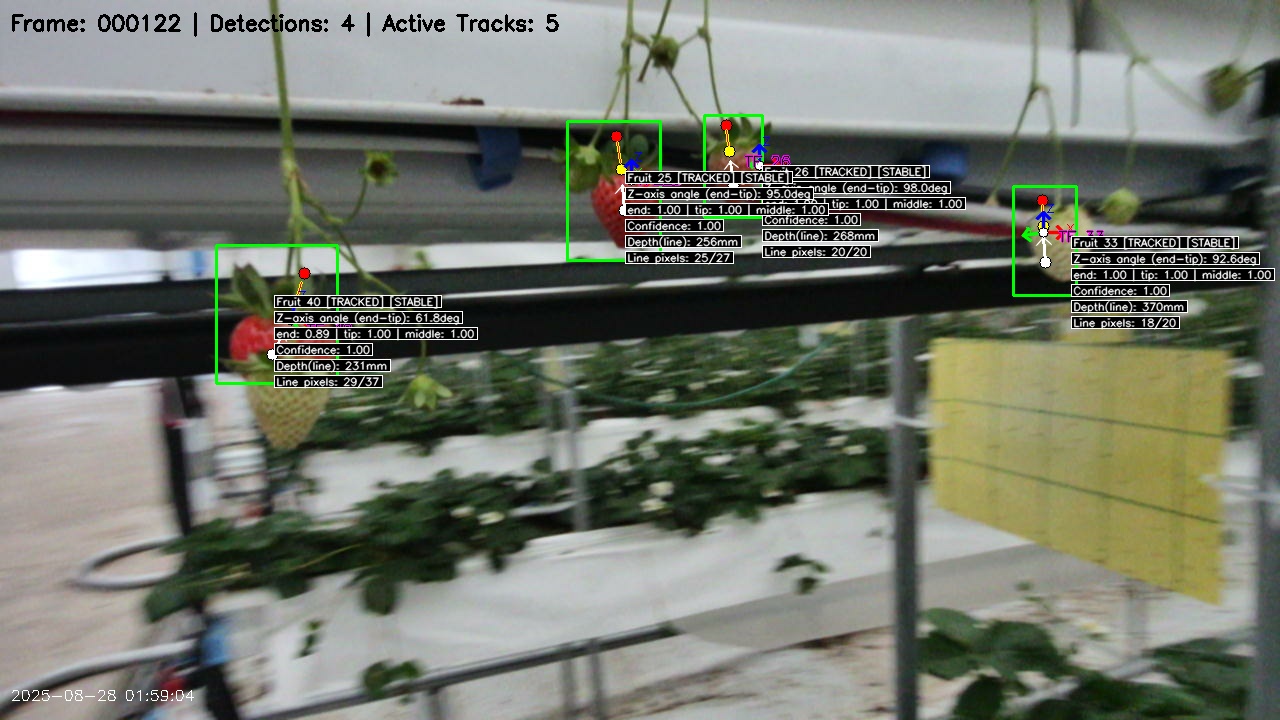 Frame: 000122 | Detections: 4 | Active Tracks: 5
Fruit 25 [TRACKED] [STABLE]
Z-axis angle (end-tip): 95.0deg
end: 1.00 | tip: 1.00 | middle: 1.00
Confidence: 1.00
Depth(line): 256mm
Line pixels: 25/27
26 [TRACKED] [STABLE]
ngle (end-tip): 98.0deg
tip: 1.00 | middle: 1.00
Confidence: 1.00
Depth(line): 268mm
Line pixels: 20/20
Fruit 33 [TRACKED] [STABLE]
Z-axis angle (end-tip): 92.6deg
end: 1.00 | tip: 1.00 | middle: 1.00
Confidence: 1.00
Depth(line): 370mm
Line pixels: 18/20
Fruit 40 [TRACKED] [STABLE]
Z-axis angle (end-tip): 61.8deg
end: 0.89 | tip: 1.00 | middle: 1.00
Confidence: 1.00
Depth(line): 231mm
Line pixels: 29/37
2025-08-28 01:59:04